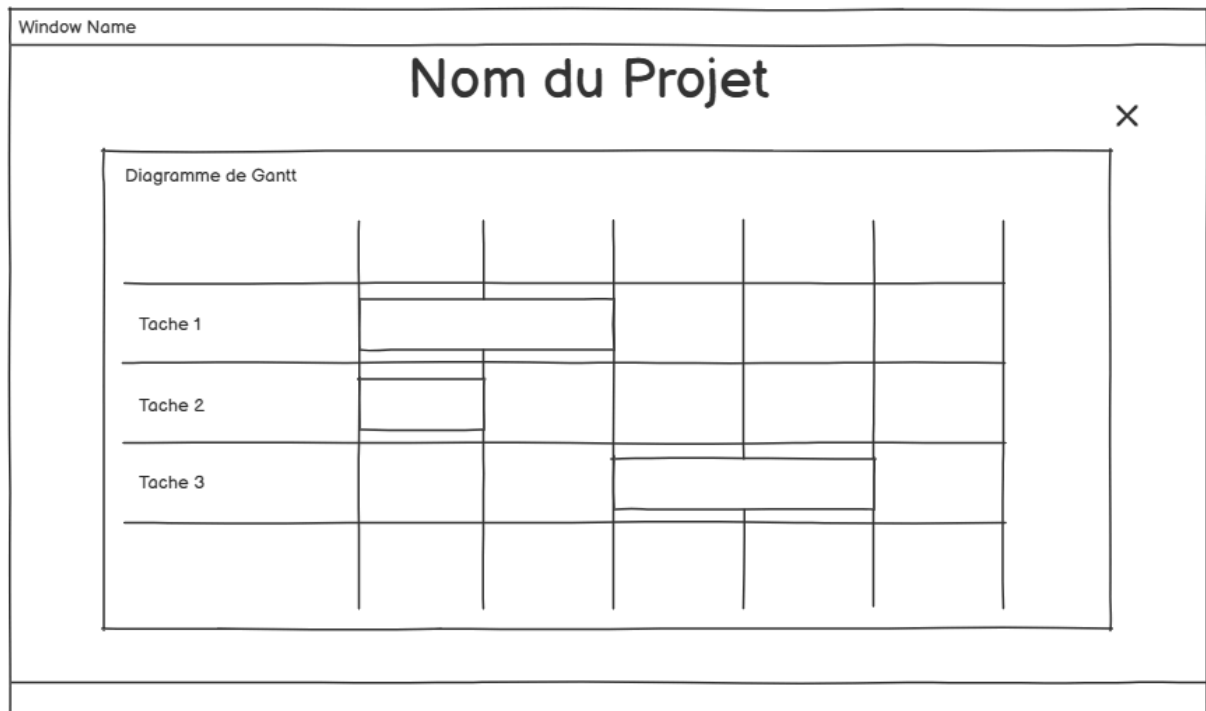 Window Name
Nom du Projet
Diagramme de Gantt
Tache 1
Tache 2
Tache 3